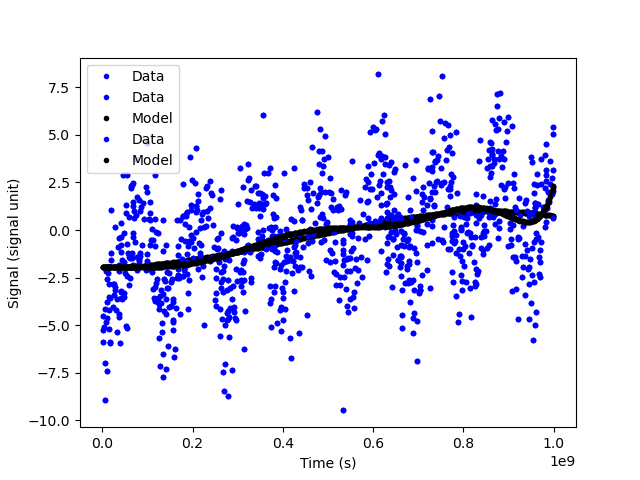 Data
Data
Model
Data
Model
7.5
5.0
2.5
0.0
−2.5
−5.0
−7.5
−10.0
Signal (signal unit)
0.0 0.2 0.4 0.6 0.8 1.0
1e9
Time (s)